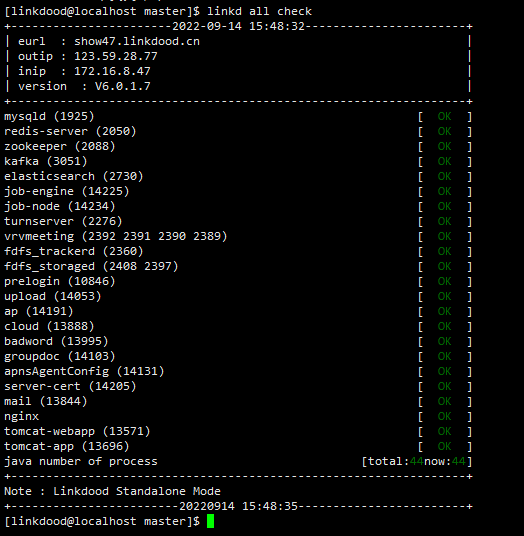 [linkdood@localhost master]$ linkd all check
+-----------------------2022-09-14 15:48:32-----------------------+
| eurl  : show47.linkdood.cn                                      |
| outip : 123.59.28.77                                            |
| inip  : 172.16.8.47                                             |
| version  : V6.0.1.7                                             |
+-----------------------------------------------------------------+
mysqld (1925)                                              [  OK  ]
redis-server (2050)                                        [  OK  ]
zookeeper (2088)                                           [  OK  ]
kafka (3051)                                               [  OK  ]
elasticsearch (2730)                                       [  OK  ]
job-engine (14225)                                         [  OK  ]
job-node (14234)                                           [  OK  ]
turnserver (2276)                                          [  OK  ]
vrvmeeting (2392 2391 2390 2389)                           [  OK  ]
fdfs_trackerd (2360)                                       [  OK  ]
fdfs_storaged (2408 2397)                                  [  OK  ]
prelogin (10846)                                           [  OK  ]
upload (14053)                                             [  OK  ]
ap (14191)                                                 [  OK  ]
cloud (13888)                                              [  OK  ]
badword (13995)                                            [  OK  ]
groupdoc (14103)                                           [  OK  ]
apnsAgentConfig (14131)                                    [  OK  ]
server-cert (14205)                                        [  OK  ]
mail (13844)                                               [  OK  ]
nginx                                                      [  OK  ]
tomcat-webapp (13571)                                      [  OK  ]
tomcat-app (13696)                                         [  OK  ]
java number of process                             [total:44now:44]
+-----------------------------------------------------------------+
Note : Linkdood Standalone Mode
+-----------------------20220914 15:48:35-------------------------+
[linkdood@localhost master]$